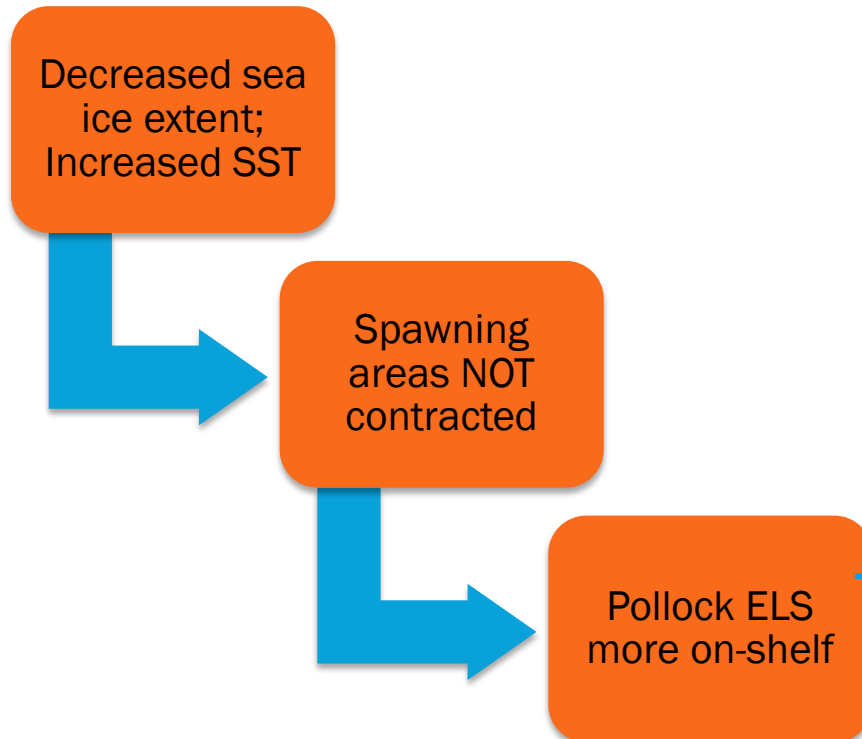 Decreased sea
ice extent;
Increased SST
Spawning
areas NOT
contracted
Pollock ELS
more on-shelf